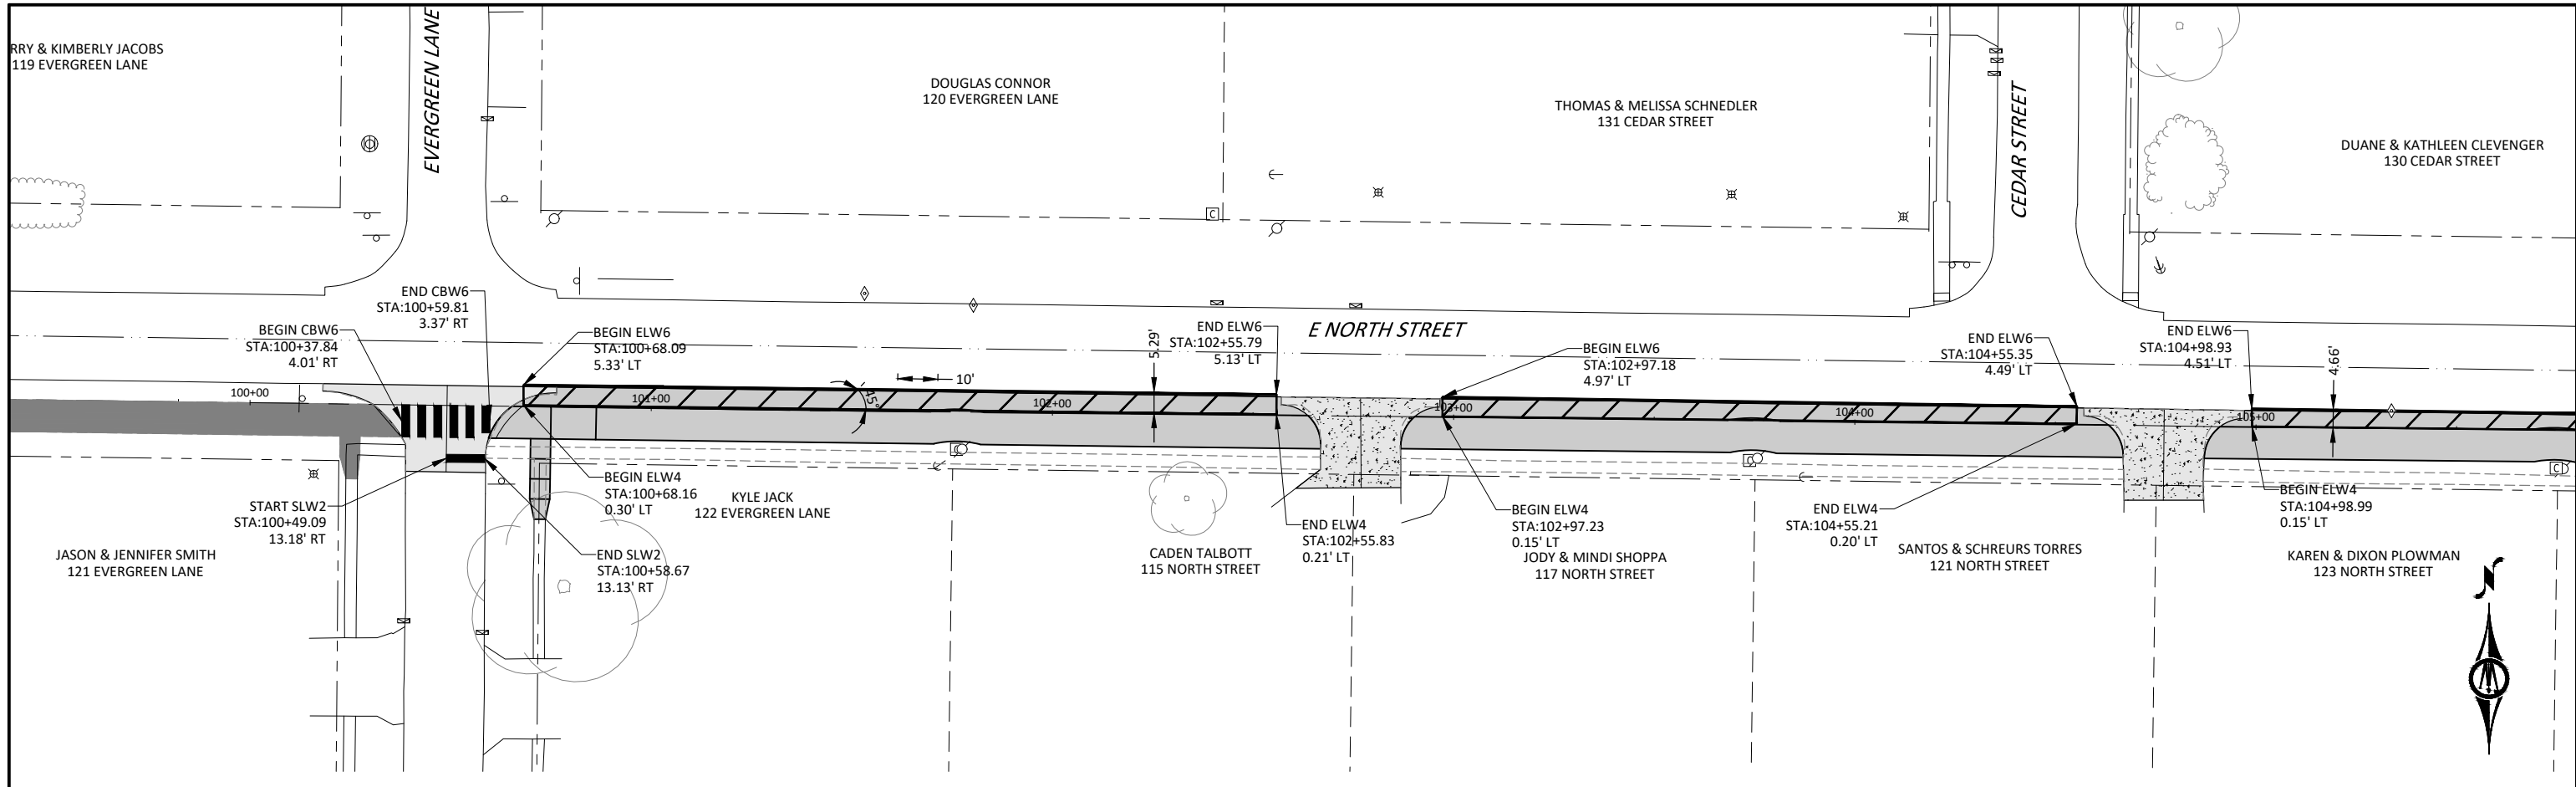 RRY & KIMBERLY JACOBS
119 EVERGREEN LANE
EVERGREEN LANE
DOUGLAS CONNOR
120 EVERGREEN LANE
THOMAS & MELISSA SCHNEDLER
131 CEDAR STREET
CEDAR STREET
DUANE & KATHLEEN CLEVENGER
130 CEDAR STREET
C
END CBW6
STA:100+59.81
3.37' RT
BEGIN CBW6
STA:100+37.84
4.01' RT
BEGIN ELW6
STA:100+68.09
5.33' LT
5.29'
END ELW6
STA:102+55.79
5.13' LT
E NORTH STREET
BEGIN ELW6
STA:102+97.18
4.97' LT
END ELW6
STA:104+55.35
4.49' LT
END ELW6
STA:104+98.93
4.51' LT
4.66'
10'
45°
100+00
101+00
102+00
103+00
104+00
105+00
C
C
C
START SLW2
STA:100+49.09
13.18' RT
BEGIN ELW4
STA:100+68.16
0.30' LT
KYLE JACK
122 EVERGREEN LANE
END SLW2
STA:100+58.67
13.13' RT
JASON & JENNIFER SMITH
121 EVERGREEN LANE
CADEN TALBOTT
115 NORTH STREET
END ELW4
STA:102+55.83
0.21' LT
BEGIN ELW4
STA:102+97.23
0.15' LT
JODY & MINDI SHOPPA
117 NORTH STREET
END ELW4
STA:104+55.21
0.20' LT
SANTOS & SCHREURS TORRES
121 NORTH STREET
BEGIN ELW4
STA:104+98.99
0.15' LT
KAREN & DIXON PLOWMAN
123 NORTH STREET
N